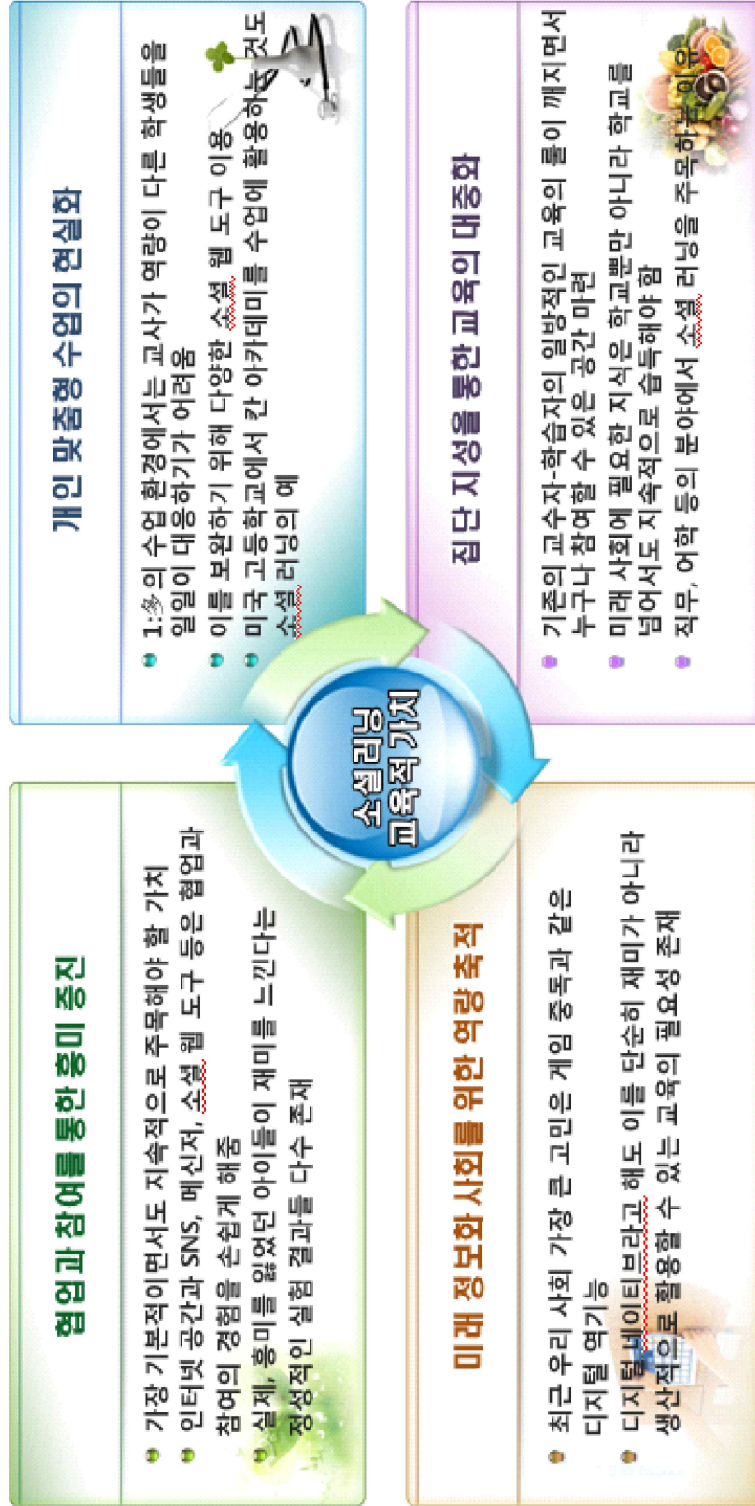 협업과 참여를 통한 흥미 증진
가장 기본적이면서도 지속적으로 주목해야 할 가치
인터넷 공간과 SNS, 메신저, 소셜 웹 도구 등은 협업과
참여의 경험을 손쉽게 해줌
실제, 흥미를 잃었던 아이들이 재미를 느낀다는
정성적인 실험 결과들 다수 존재
개인 맞춤형 수업의 현실화
1:多의 수업 환경에서는 교사가 역량이 다른 학생들을
일일이 대응하기가 어려움
이를 보완하기 위해 다양한 소셜 웹 도구 이용
미국 고등학교에서 칸 아카데미를 수업에 활용하는 것도
소셜 러닝의 예
소셜러닝
교육적 가치
미래 정보화 사회를 위한 역량 축적
최근 우리 사회 가장 큰 고민은 게임 중독과 같은
디지털 역기능
디지털 네이티브라고 해도 이를 단순히 재미가 아니라
생산적으로 활용할 수 있는 교육의 필요성 존재
집단 지성을 통한 교육의 대중화
기존의 교수자-학습자의 일방적인 교육의 룰이 깨지면서
누구나 참여할 수 있은 공간 마련
미래 사회에 필요한 지식은 학교뿐만 아니라 학교를
넘어서도 지속적으로 습득해야 함
직무, 어학 등의 분야에서 소셜 러닝을 주목하는 이유